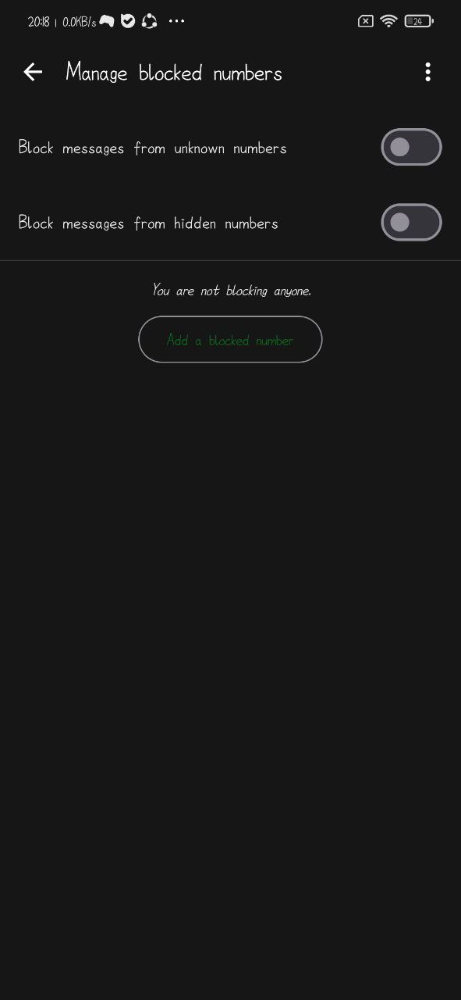 20:18 | 0.0KB/s ... 24
Manage blocked numbers
Block messages from unknown numbers
Block messages from hidden numbers
You are not blocking anyone.
Add a blocked number